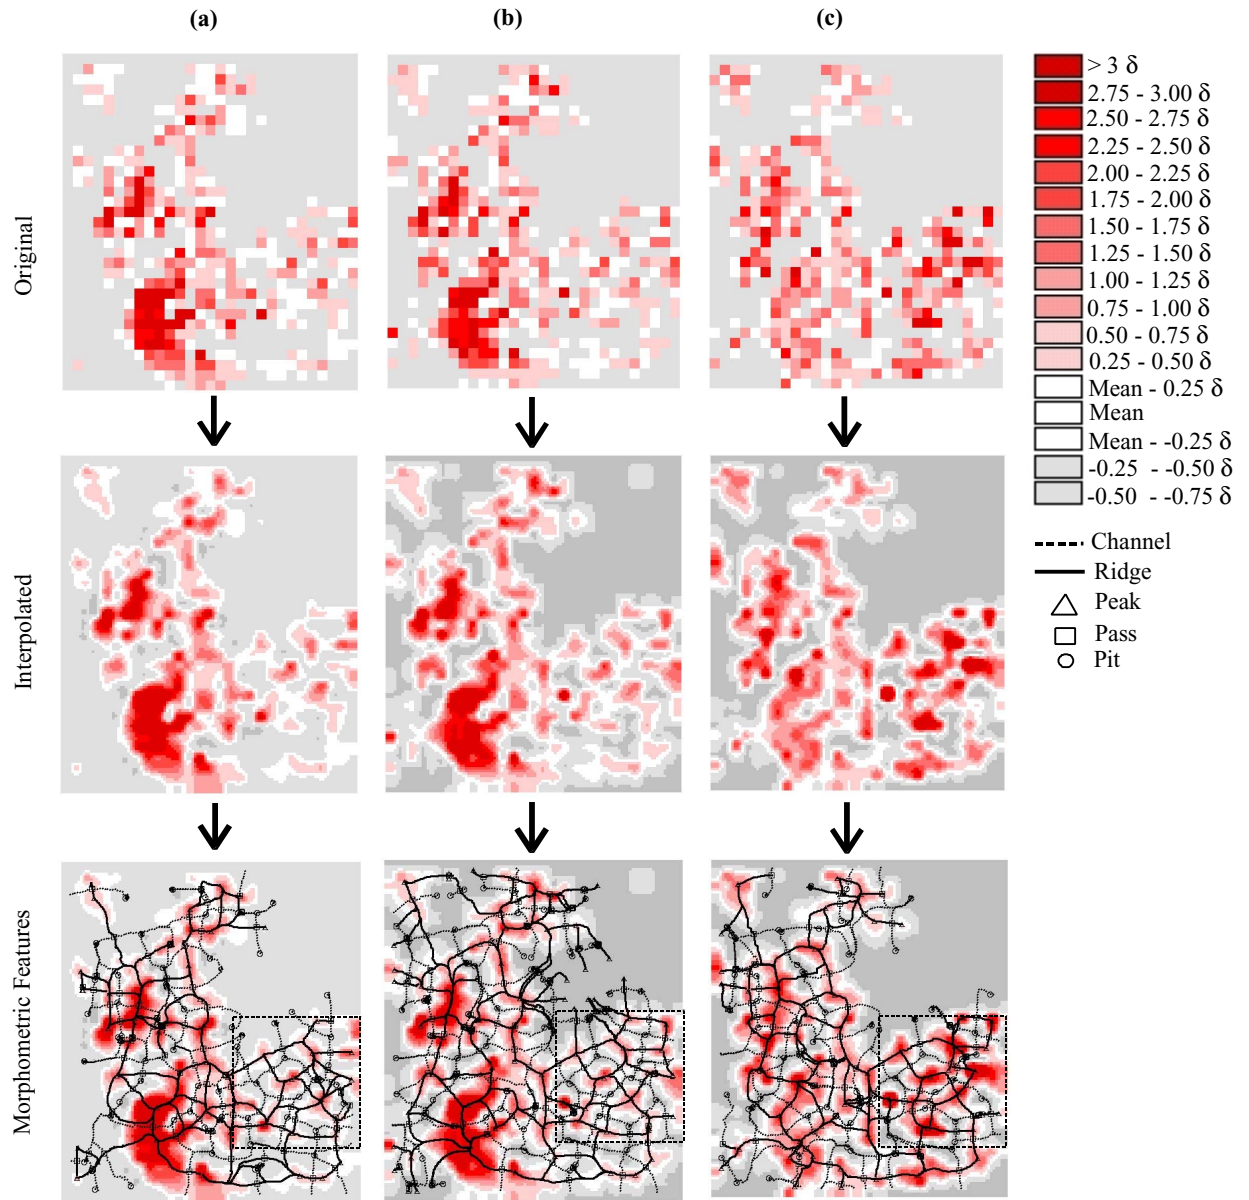 (a)
(b)
(c)
Original
Interpolated
Morphometric Features
> 3 δ
2.75 - 3.00 δ
2.50 - 2.75 δ
2.25 - 2.50 δ
2.00 - 2.25 δ
1.75 - 2.00 δ
1.50 - 1.75 δ
1.25 - 1.50 δ
1.00 - 1.25 δ
0.75 - 1.00 δ
0.50 - 0.75 δ
0.25 - 0.50 δ
Mean - 0.25 δ
Mean
Mean - -0.25 δ
-0.25 - -0.50 δ
-0.50 - -0.75 δ
Channel
Ridge
Peak
Pass
Pit